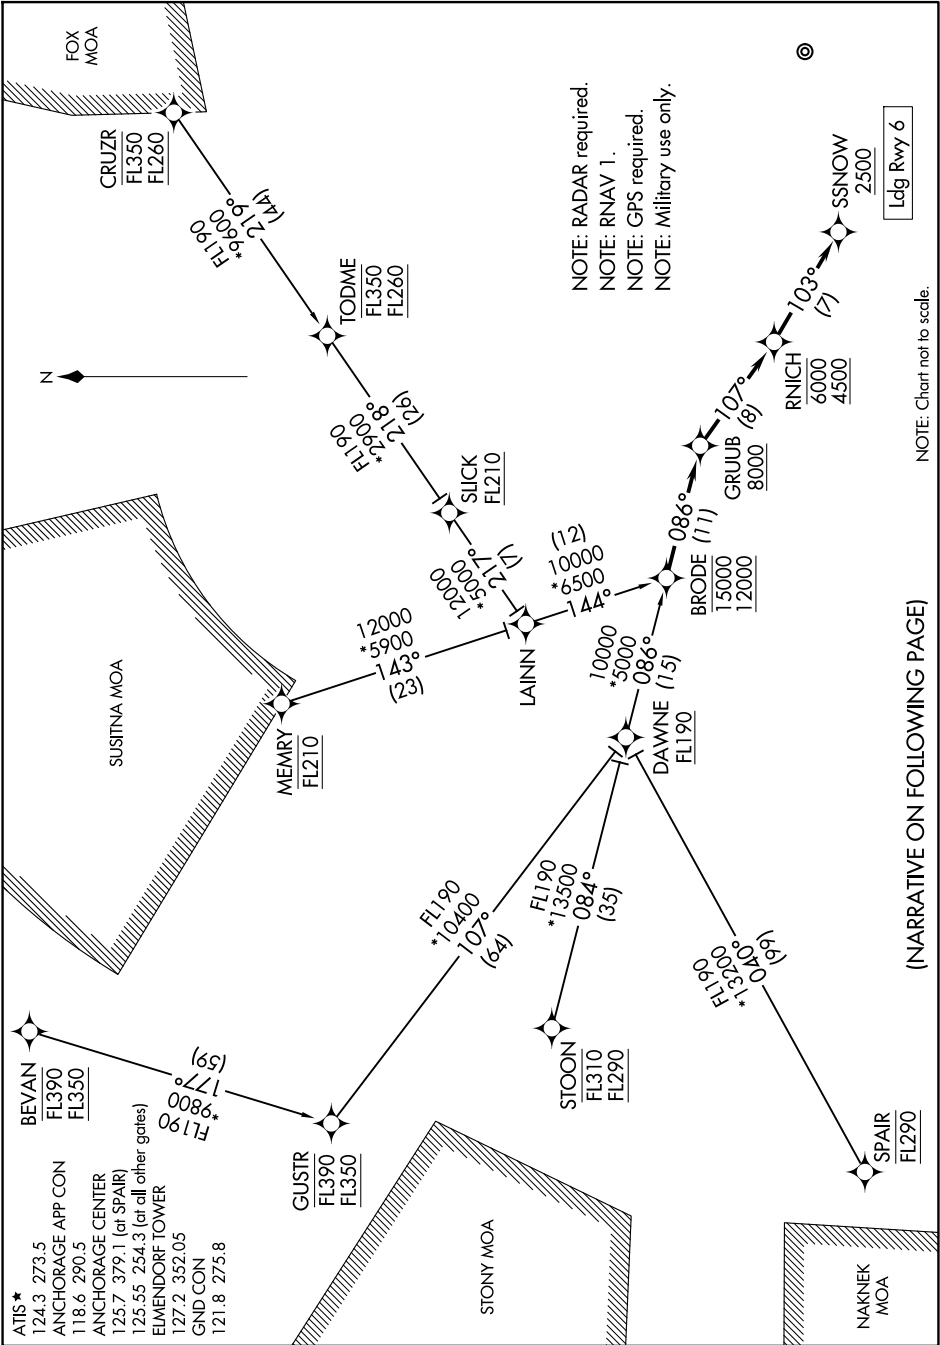 ATIS★
124.3 273.5
ANCHORAGE APP CON
118.6 290.5
ANCHORAGE CENTER
125.7 379.1 (at SPAIR)
125.55 254.3 (at all other gates)
ELMENDORF TOWER
127.2 352.05
GND CON
121.8 275.8
BEVAN
FL390
FL350
FL190
*9800
177°
(59)
GUSTR
FL390
FL350
FL190
*10400
107°
(64)
STONY MOA
NAKNEK
MOA
SPAIR
FL290
FL190
*13200
040°
(99)
STOON
FL310
FL290
FL190
*13500
084°
(35)
DAWNE
FL190
10000
*5000
086°
(15)
SUSITNA MOA
MEMRY
FL210
12000
*5900
143°
(23)
LAINN
(12)
10000
*6500
144°
BRODE
15000
12000
12000
*5000
217°
(7)
SLICK
FL210
FL190
*2900
218°
(26)
TODME
FL350
FL260
FL190
*9600
219°
(44)
CRUZR
FL350
FL260
FOX
MOA
N
086°
(11)
GRUUB
8000
107°
(8)
RNICH
6000
4500
103°
(7)
SSNOW
2500
Ldg Rwy 6
NOTE: RADAR required.
NOTE: RNAV 1.
NOTE: GPS required.
NOTE: Military use only.
NOTE: Chart not to scale.
(NARRATIVE ON FOLLOWING PAGE)